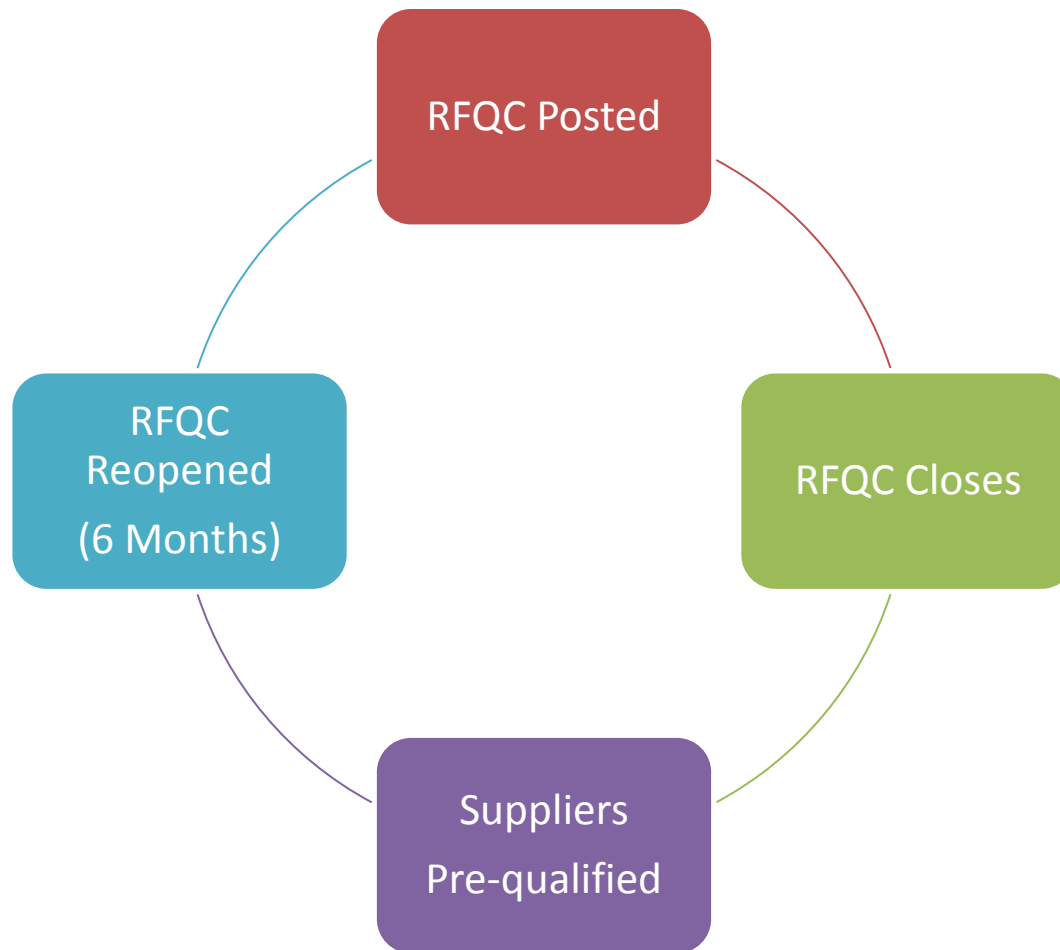 RFQC Posted
RFQC
Reopened
(6 Months)
RFQC Closes
Suppliers
Pre-qualified